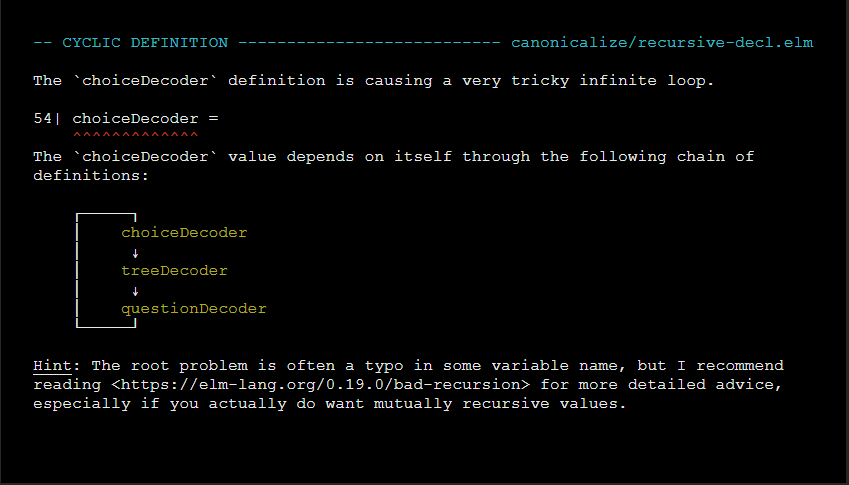 -- CYCLIC DEFINITION --------------------------- canonicalize/recursive-decl.elm
The `choiceDecoder` definition is causing a very tricky infinite loop.
54| choiceDecoder =
^^^^^^^^^^^^^
The `choiceDecoder` value depends on itself through the following chain of
definitions:
choiceDecoder
↓
treeDecoder
↓
questionDecoder
Hint: The root problem is often a typo in some variable name, but I recommend
reading <https://elm-lang.org/0.19.0/bad-recursion> for more detailed advice,
especially if you actually do want mutually recursive values.